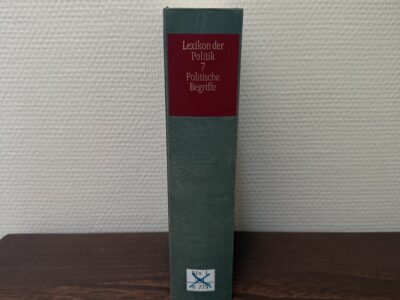 Lexikon der
Politik
7
Politische
Begriffe